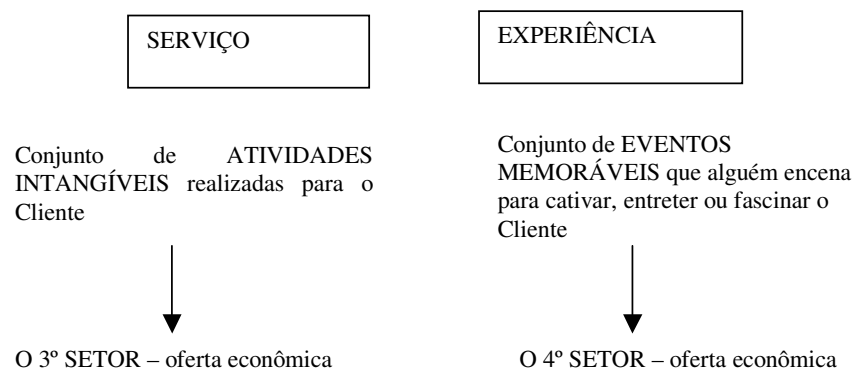 SERVIÇO
Conjunto de ATIVIDADES
INTANGÍVEIS realizadas para o
Cliente
O 3º SETOR – oferta econômica
EXPERIÊNCIA
Conjunto de EVENTOS
MEMORÁVEIS que alguém encena
para cativar, entreter ou fascinar o
Cliente
O 4º SETOR – oferta econômica